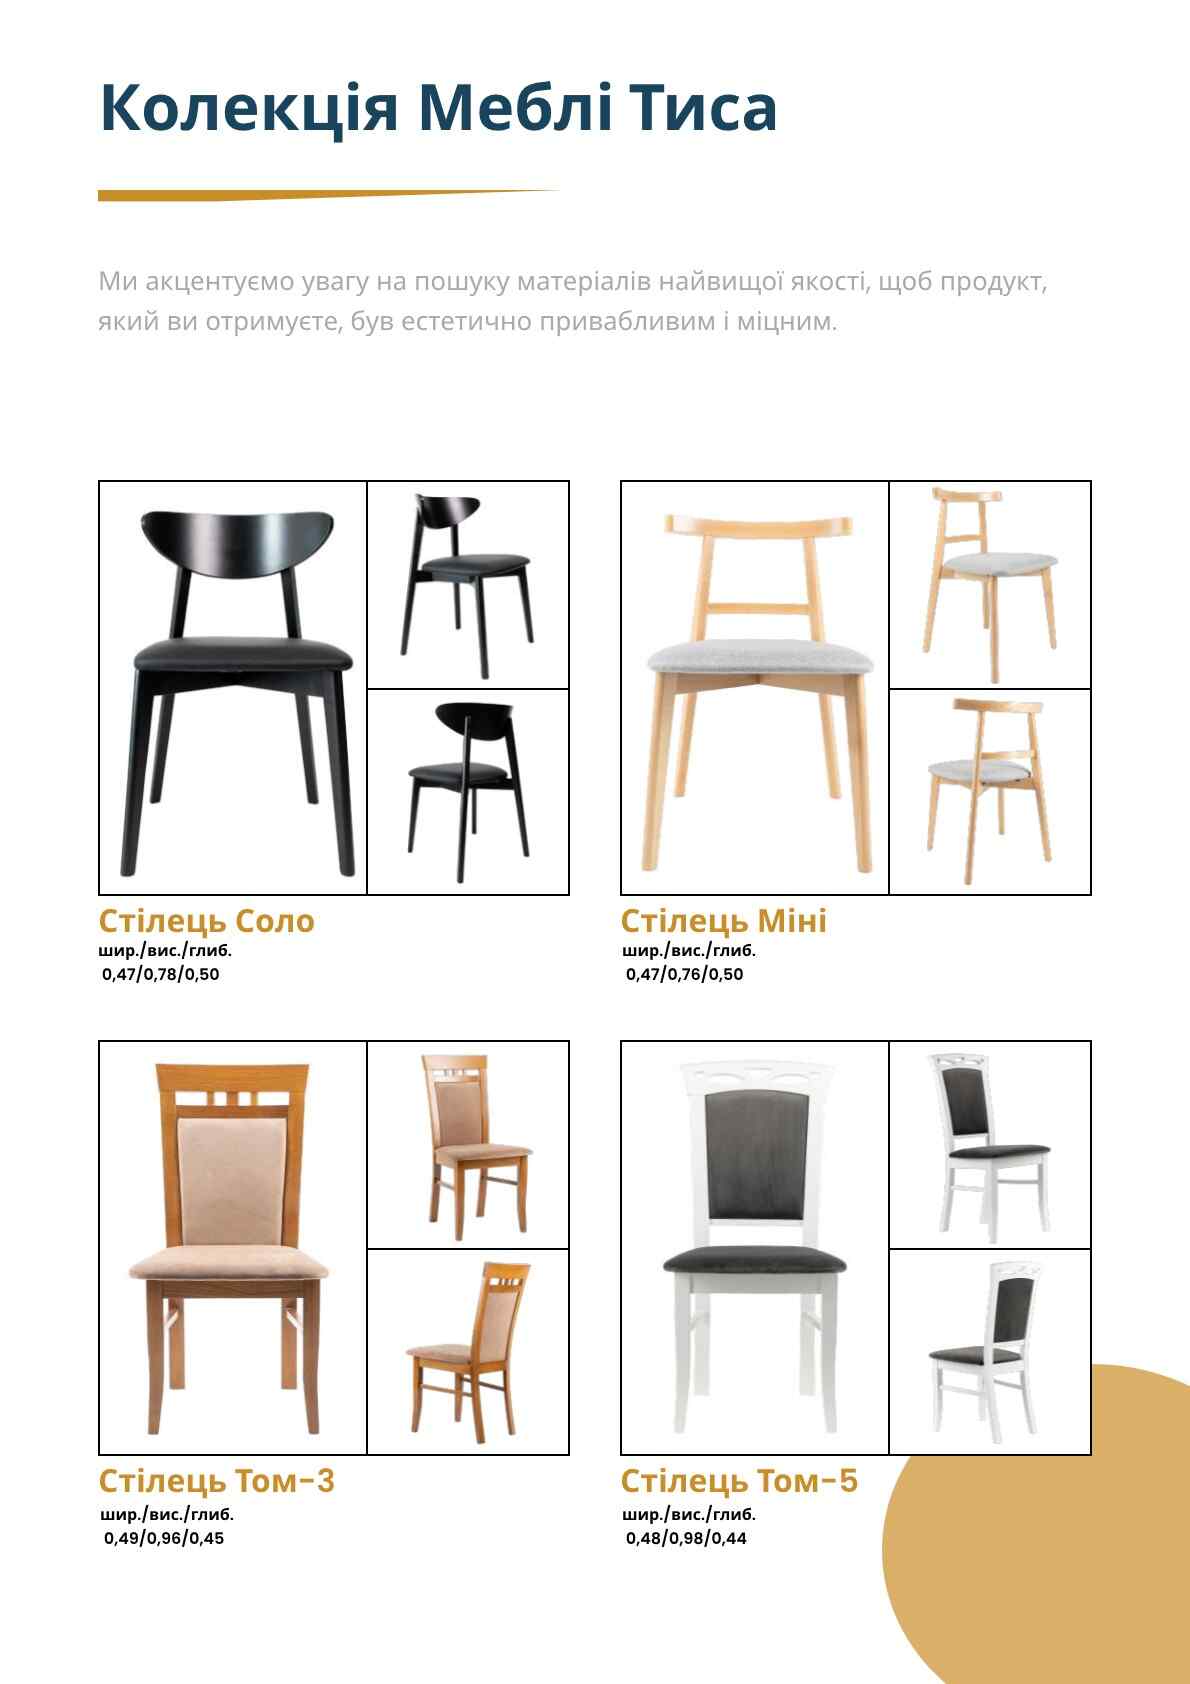 Колекція Меблі Тиса
Ми акцентуємо увагу на пошуку матеріалів найвищої якості, щоб продукт,
який ви отримуєте, був естетично привабливим і міцним.
Стілець Соло
шир./вис./глиб.
0,47/0,78/0,50
Стілець Міні
шир./вис./глиб.
0,47/0,76/0,50
Стілець Том-3
шир./вис./глиб.
0,49/0,96/0,45
Стілець Том-5
шир./вис./глиб.
0,48/0,98/0,44